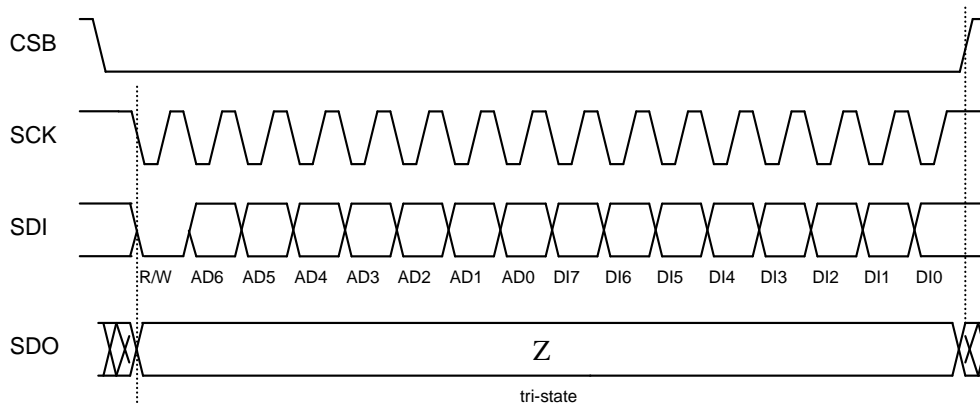 CSB
SCK
SDI
R/W AD6 AD5 AD4 AD3 AD2 AD1 AD0 DI7 DI6 DI5 DI4 DI3 DI2 DI1 DI0
SDO
Z
tri-state